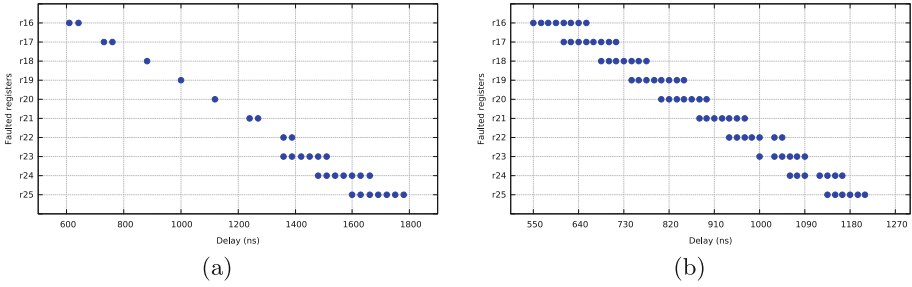 r16
r17
r18
r19
r20
r21
r22
r23
r24
r25
Faulted registers
600 800 1000 1200 1400 1600 1800
Delay (ns)
(a)
r16
r17
r18
r19
r20
r21
r22
r23
r24
r25
Faulted registers
550 640 730 820 910 1000 1090 1180 1270
Delay (ns)
(b)